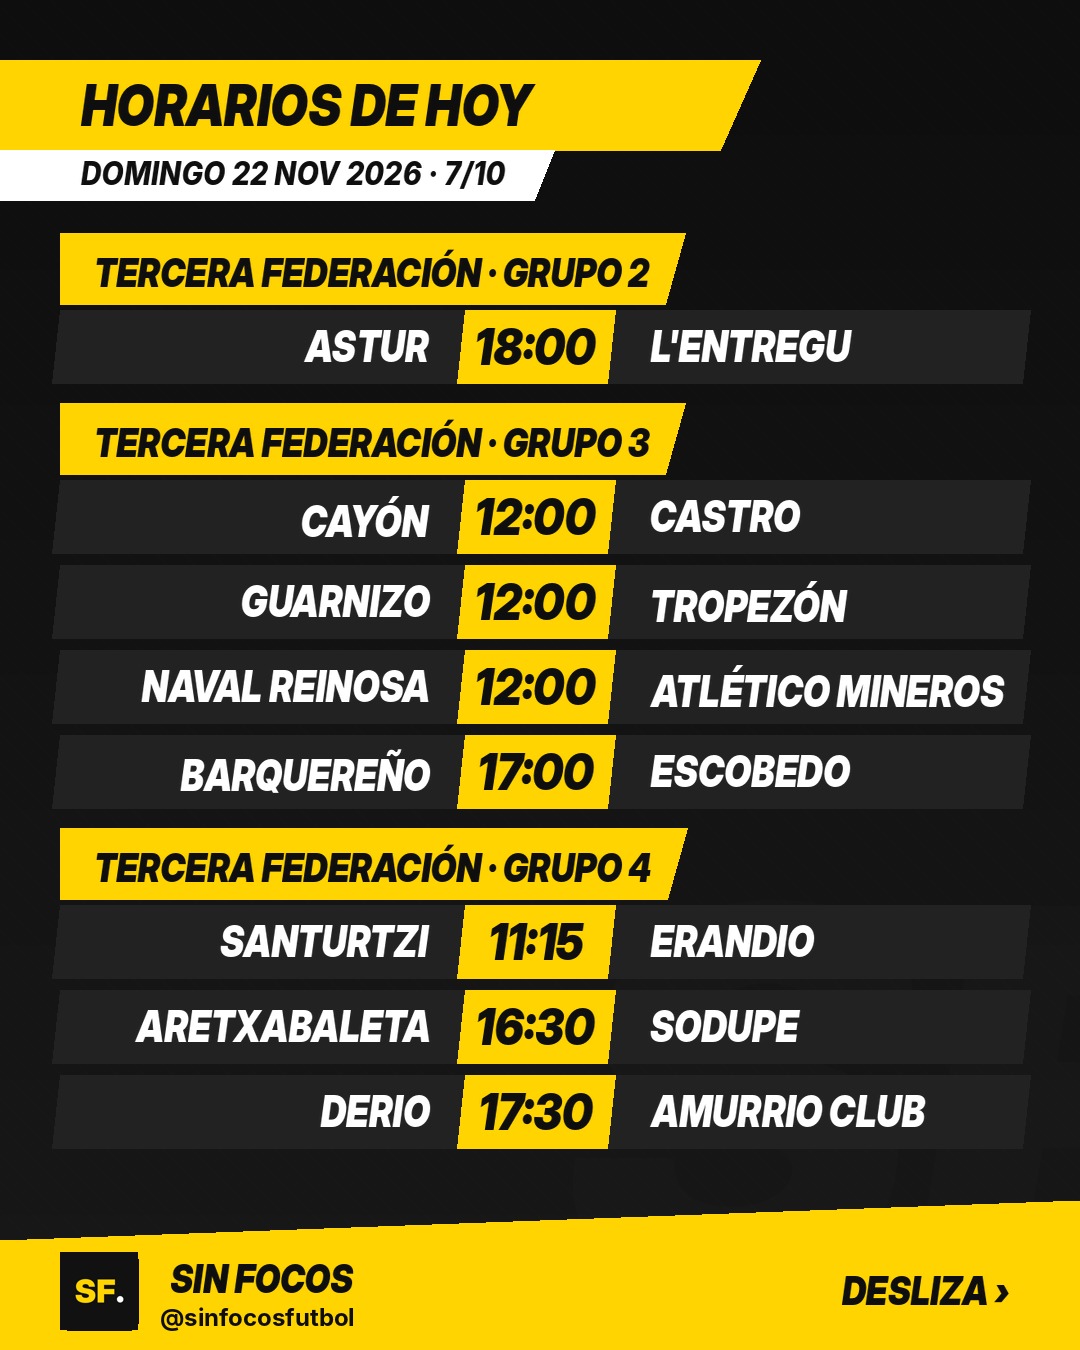 HORARIOS DE HOY
DOMINGO 22 NOV 2026 · 7/10
TERCERA FEDERACIÓN · GRUPO 2
ASTUR 18:00 L'ENTREGU
TERCERA FEDERACIÓN · GRUPO 3
CAYÓN 12:00 CASTRO
GUARNIZO 12:00 TROPEZÓN
NAVAL REINOSA 12:00 ATLÉTICO MINEROS
BARQUEREÑO 17:00 ESCOBEDO
TERCERA FEDERACIÓN · GRUPO 4
SANTURTZI 11:15 ERANDIO
ARETXABALETA 16:30 SODUPE
DERIO 17:30 AMURRIO CLUB
SF.
SIN FOCOS
@sinfocosfutbol
DESLIZA ›